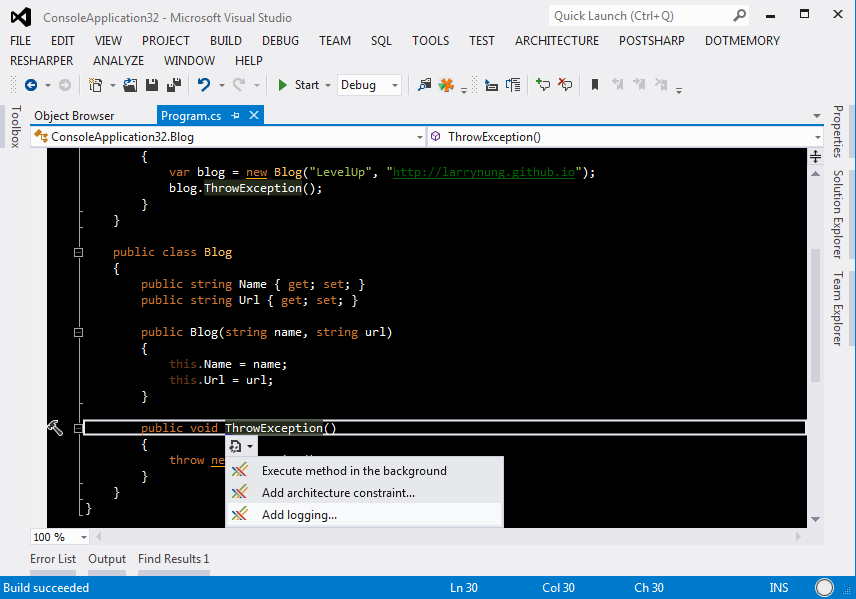 ConsoleApplication32 - Microsoft Visual Studio
Quick Launch (Ctrl+Q)
FILE EDIT VIEW PROJECT BUILD DEBUG TEAM SQL TOOLS TEST ARCHITECTURE POSTSHARP DOTMEMORY
RESHARPER ANALYZE WINDOW HELP
Start Debug
Toolbox
Object Browser Program.cs
ConsoleApplication32.Blog ThrowException()
{
var blog = new Blog("LevelUp", "http://larrynung.github.io");
blog.ThrowException();
}
}
public class Blog
{
public string Name { get; set; }
public string Url { get; set; }
public Blog(string name, string url)
{
this.Name = name;
this.Url = url;
}
public void ThrowException()
{
throw
}
}
}
Execute method in the background
Add architecture constraint...
Add logging...
Properties
Solution Explorer
Team Explorer
100 %
Error List Output Find Results 1
Build succeeded Ln 30 Col 30 Ch 30 INS